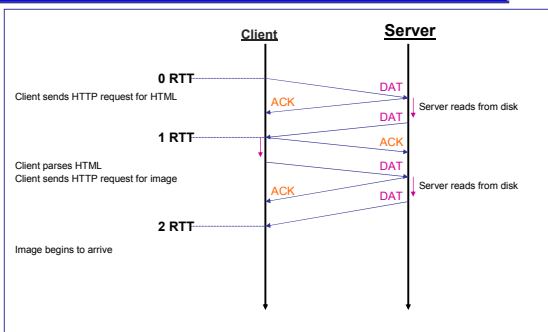 Client Server
0 RTT
DAT
Client sends HTTP request for HTML
ACK
Server reads from disk
DAT
1 RTT
ACK
Client parses HTML
DAT
Client sends HTTP request for image
Server reads from disk
ACK
DAT
2 RTT
Image begins to arrive